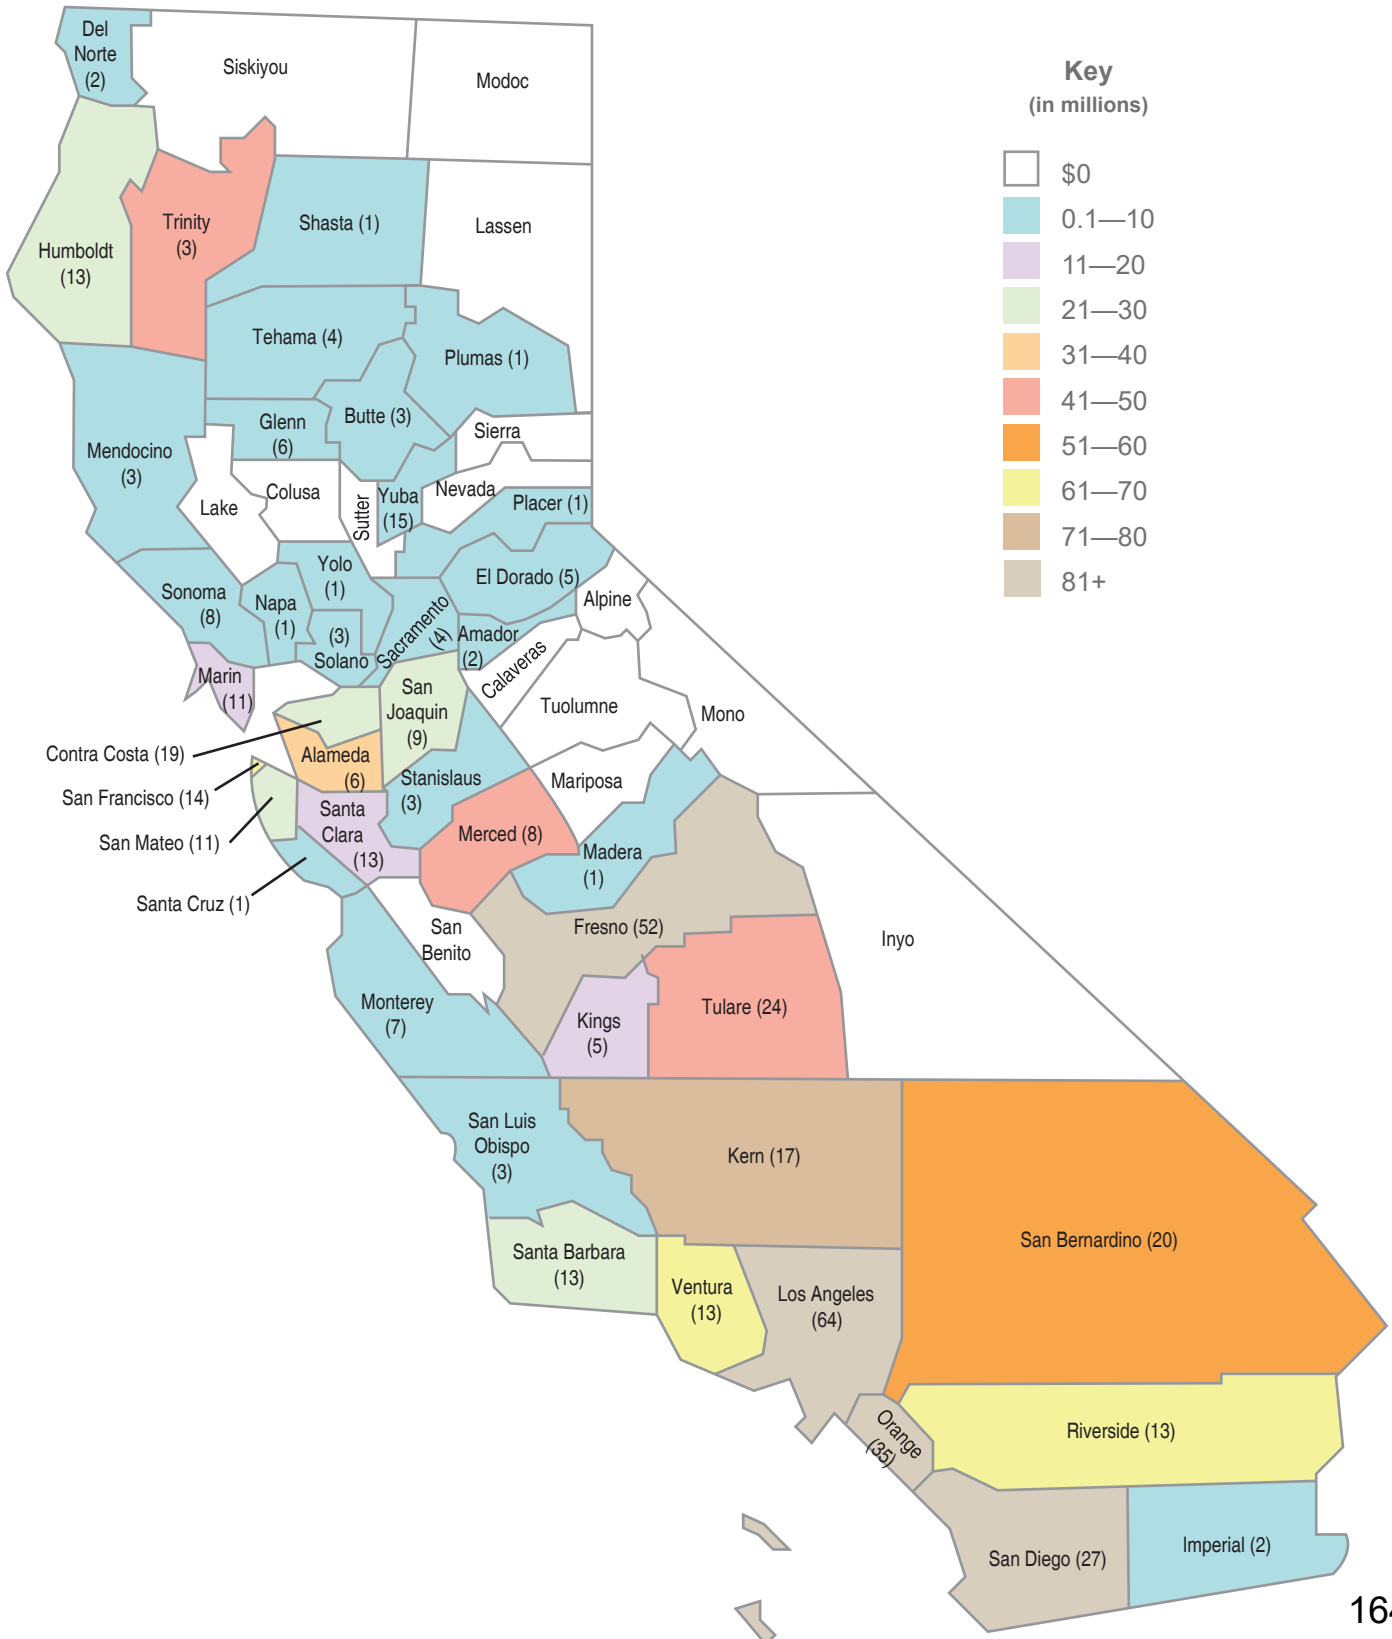 Del
Norte
(2)
Siskiyou
Modoc
Key
(in millions)
$0
0.1—10
11—20
21—30
31—40
41—50
51—60
61—70
71—80
81+
Humboldt
(13)
Trinity
(3)
Shasta (1)
Lassen
Tehama (4)
Plumas (1)
Mendocino
(3)
Glenn
(6)
Butte (3)
Sierra
Lake
Colusa
Sutter
Yuba
(15)
Nevada
Placer (1)
Sonoma
(8)
Napa
(1)
Yolo
(1)
(3)
Solano
Sacramento
(4)
El Dorado (5)
Amador
(2)
Alpine
Calaveras
Marin
(11)
San
Joaquin
(9)
Tuolumne
Mono
Contra Costa (19)
Alameda
(6)
San Francisco (14)
Stanislaus
(3)
Mariposa
San Mateo (11)
Santa
Clara
(13)
Merced (8)
Madera
(1)
Santa Cruz (1)
San
Benito
Fresno (52)
Inyo
Monterey
(7)
Kings
(5)
Tulare (24)
San Luis
Obispo
(3)
Kern (17)
San Bernardino (20)
Santa Barbara
(13)
Ventura
(13)
Los Angeles
(64)
Orange
(35)
Riverside (13)
San Diego (27)
Imperial (2)